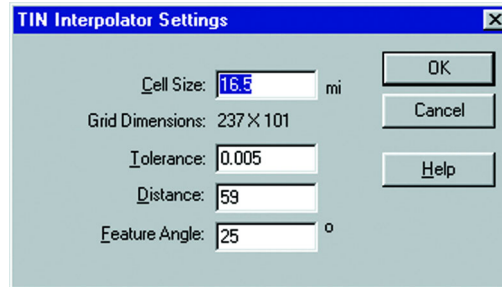 TIN Interpolator Settings
Cell Size: 16.5 mi
Grid Dimensions: 237 X 101
Tolerance: 0.005
Distance: 59
Feature Angle: 25 °
OK
Cancel
Help